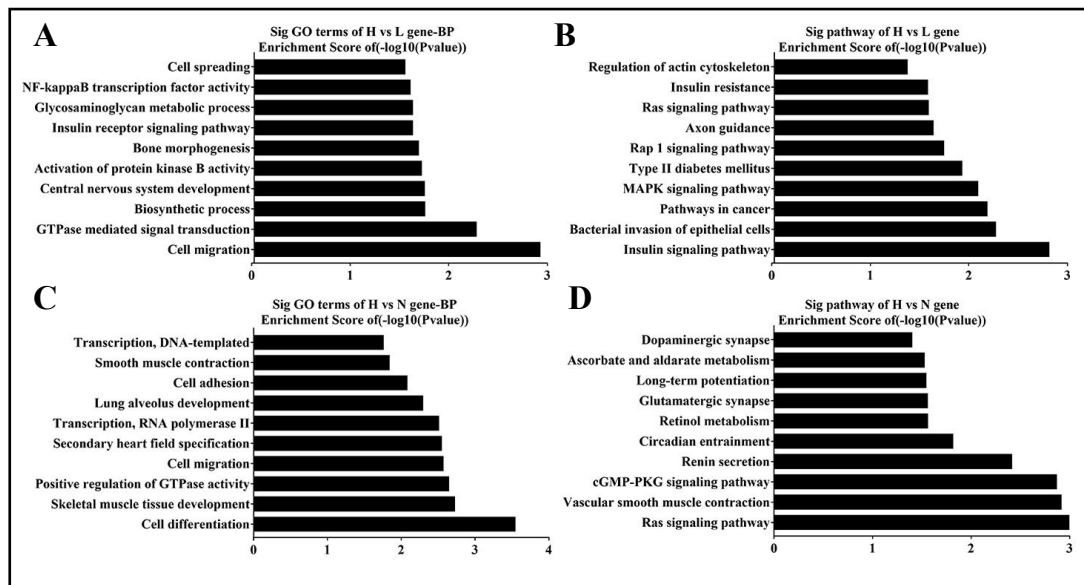 A
Sig GO terms of H vs L gene-BP
Enrichment Score of(-log10(Pvalue))
Cell spreading
NF-kappaB transcription factor activity
Glycosaminoglycan metabolic process
Insulin receptor signaling pathway
Bone morphogenesis
Activation of protein kinase B activity
Central nervous system development
Biosynthetic process
GTPase mediated signal transduction
Cell migration
0 1 2 3
B
Sig pathway of H vs L gene
Enrichment Score of(-log10(Pvalue))
Regulation of actin cytoskeleton
Insulin resistance
Ras signaling pathway
Axon guidance
Rap 1 signaling pathway
Type II diabetes mellitus
MAPK signaling pathway
Pathways in cancer
Bacterial invasion of epithelial cells
Insulin signaling pathway
0 1 2 3
C
Sig GO terms of H vs N gene-BP
Enrichment Score of(-log10(Pvalue))
Transcription, DNA-templated
Smooth muscle contraction
Cell adhesion
Lung alveolus development
Transcription, RNA polymerase II
Secondary heart field specification
Cell migration
Positive regulation of GTPase activity
Skeletal muscle tissue development
Cell differentiation
0 1 2 3 4
D
Sig pathway of H vs N gene
Enrichment Score of(-log10(Pvalue))
Dopaminergic synapse
Ascorbate and aldarate metabolism
Long-term potentiation
Glutamatergic synapse
Retinol metabolism
Circadian entrainment
Renin secretion
cGMP-PKG signaling pathway
Vascular smooth muscle contraction
Ras signaling pathway
0 1 2 3